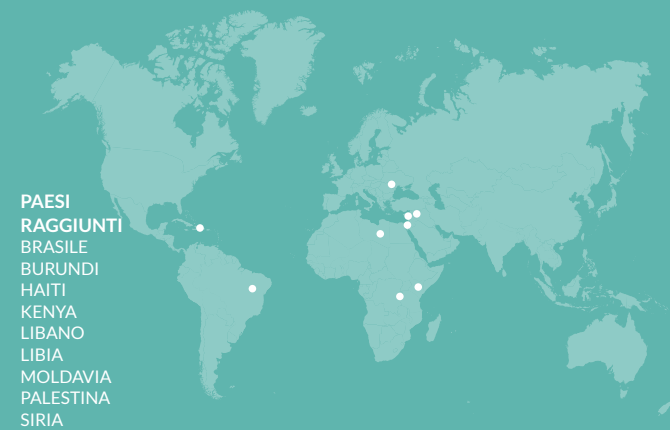 PAESI
RAGGIUNTI
BRASILE
BURUNDI
HAITI
KENYA
LIBANO
LIBIA
MOLDAVIA
PALESTINA
SIRIA